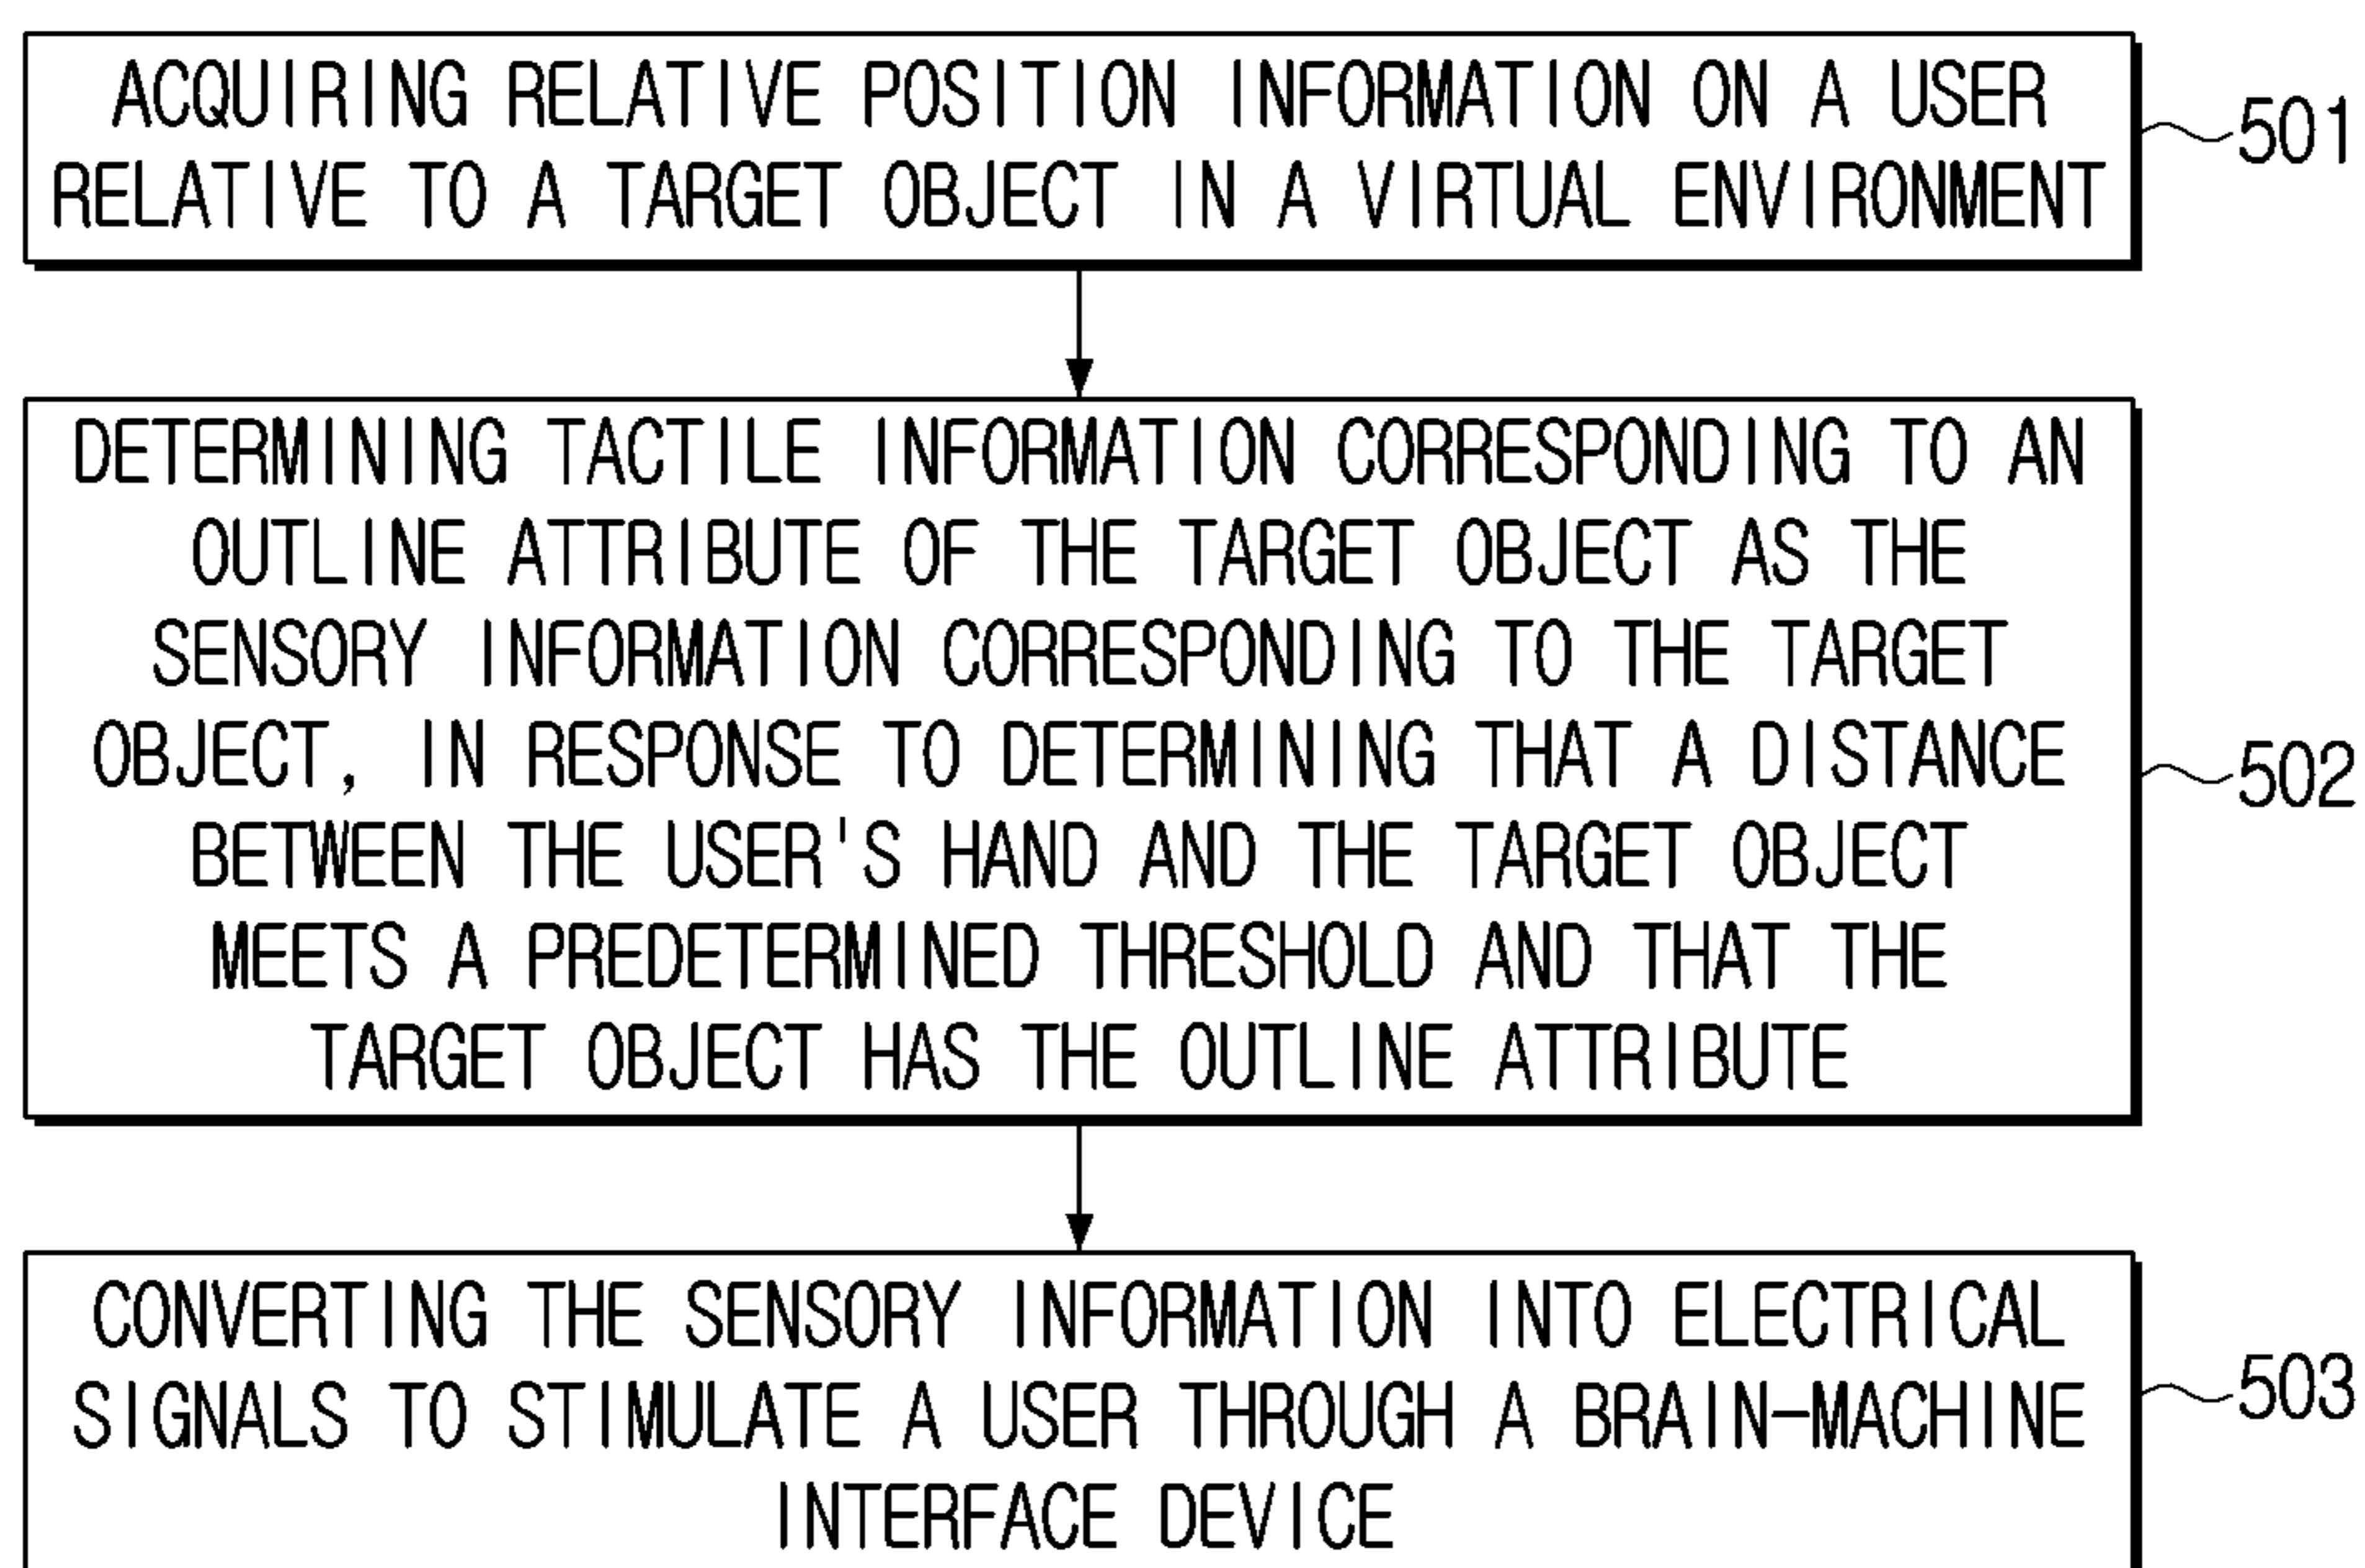 ACQUIRING RELATIVE POSITION INFORMATION ON A USER
RELATIVE TO A TARGET OBJECT IN A VIRTUAL ENVIRONMENT
501
DETERMINING TACTILE INFORMATION CORRESPONDING TO AN
OUTLINE ATTRIBUTE OF THE TARGET OBJECT AS THE
SENSORY INFORMATION CORRESPONDING TO THE TARGET
OBJECT, IN RESPONSE TO DETERMINING THAT A DISTANCE
BETWEEN THE USER'S HAND AND THE TARGET OBJECT
MEETS A PREDETERMINED THRESHOLD AND THAT THE
TARGET OBJECT HAS THE OUTLINE ATTRIBUTE
502
CONVERTING THE SENSORY INFORMATION INTO ELECTRICAL
SIGNALS TO STIMULATE A USER THROUGH A BRAIN-MACHINE
INTERFACE DEVICE
503